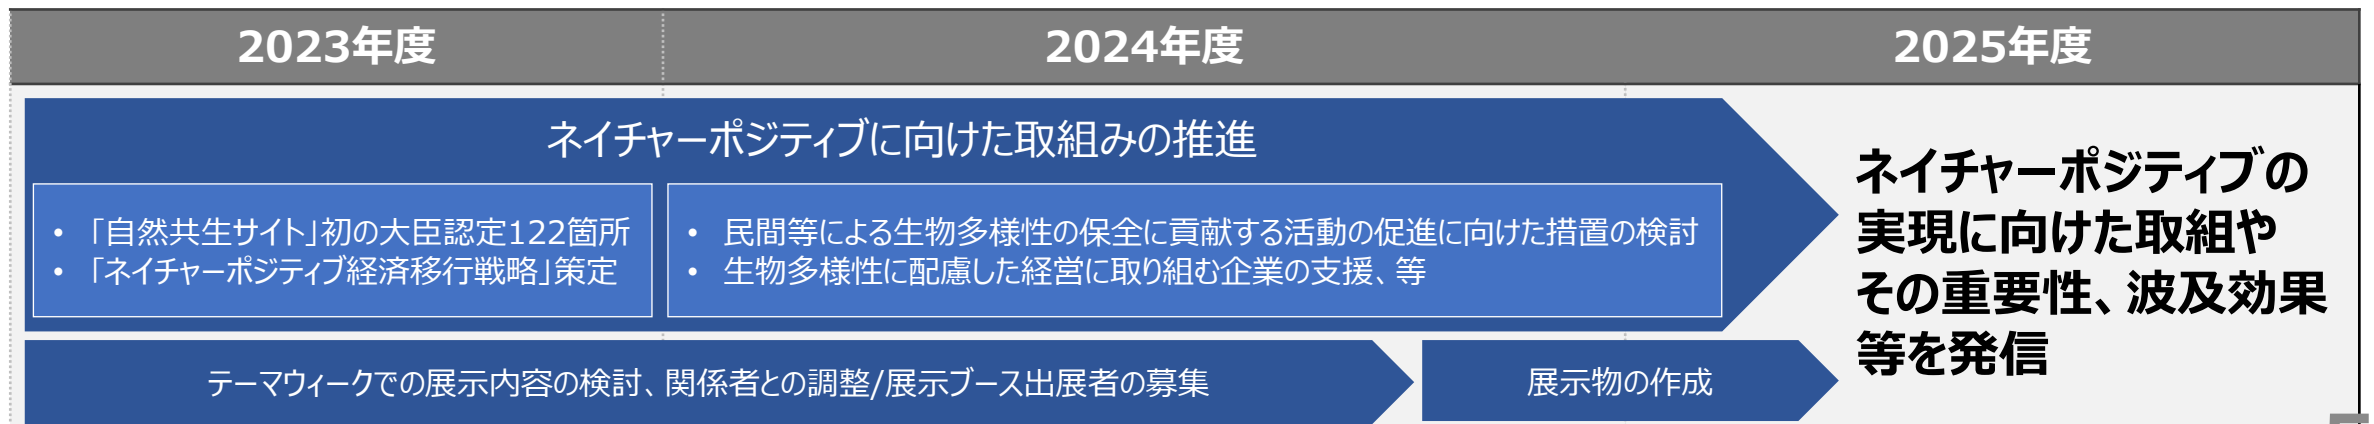 2023年度
2024年度
2025年度
ネイチャーポジティブに向けた取組みの推進
• 「自然共生サイト」初の大臣認定122箇所
• 「ネイチャーポジティブ経済移行戦略」策定
• 民間等による生物多様性の保全に貢献する活動の促進に向けた措置の検討
• 生物多様性に配慮した経営に取り組む企業の支援、等
ネイチャーポジティブの
実現に向けた取組や
その重要性、波及効果
等を発信
テーマウィークでの展示内容の検討、関係者との調整/展示ブース出展者の募集
展示物の作成